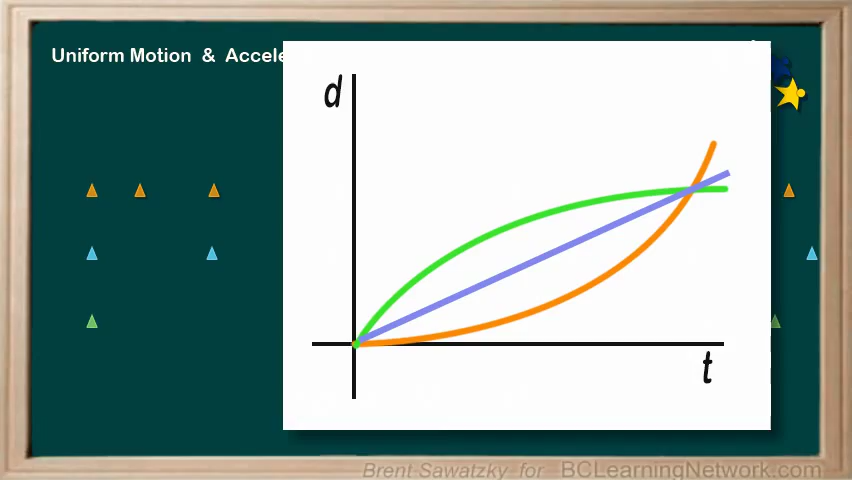 Uniform Motion & Accele
d
t
Brent Sawatzky for BCLearningNetwork.com